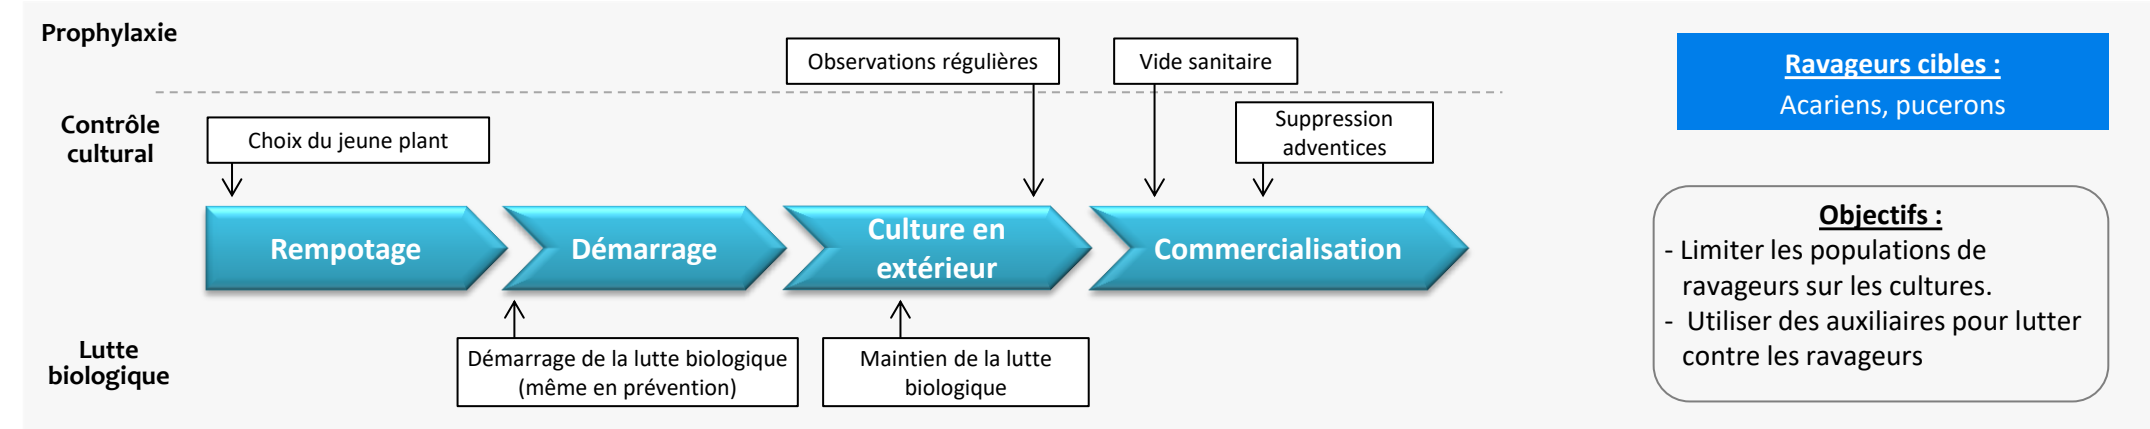 Prophylaxie
Observations régulières
Vide sanitaire
Contrôle
cultural
Choix du jeune plant
Suppression
adventices
Rempotage
Démarrage
Culture en
extérieur
Commercialisation
Lutte
biologique
Démarrage de la lutte biologique
(même en prévention)
Maintien de la lutte
biologique
Ravageurs cibles :
Acariens, pucerons
Objectifs :
- Limiter les populations de
ravageurs sur les cultures.
- Utiliser des auxiliaires pour lutter
contre les ravageurs